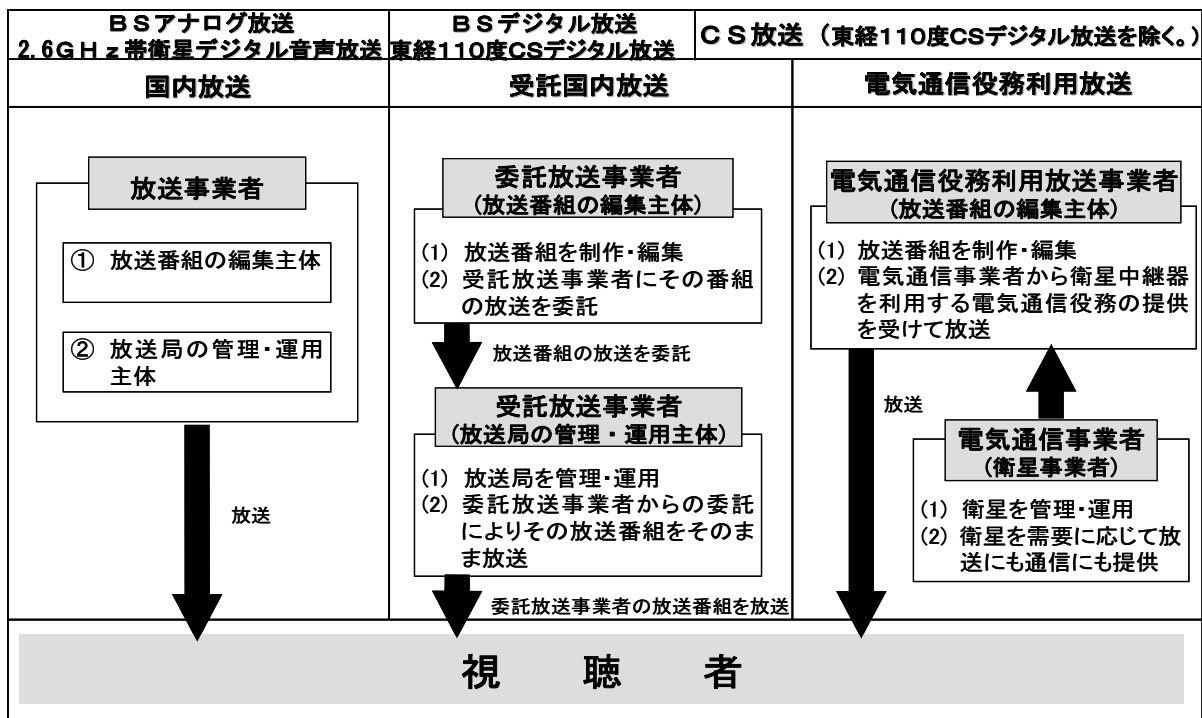 BSアナログ放送
2.6GHz帯衛星デジタル音声放送
BSデジタル放送
東経110度CSデジタル放送
CS放送（東経110度CSデジタル放送を除く。）
国内放送
受託国内放送
電気通信役務利用放送
放送事業者
① 放送番組の編集主体
② 放送局の管理・運用
主体
放送
委託放送事業者
(放送番組の編集主体)
(1) 放送番組を制作・編集
(2) 受託放送事業者にその番組
の放送を委託
放送番組の放送を委託
受託放送事業者
(放送局の管理・運用主体)
(1) 放送局を管理・運用
(2) 委託放送事業者からの委託
によりその放送番組をそのま
ま放送
委託放送事業者の放送番組を放送
電気通信役務利用放送事業者
(放送番組の編集主体)
(1) 放送番組を制作・編集
(2) 電気通信事業者から衛星中継器
を利用する電気通信役務の提供
を受けて放送
放送
電気通信事業者
(衛星事業者)
(1) 衛星を管理・運用
(2) 衛星を需要に応じて放
送にも通信にも提供
視聴者